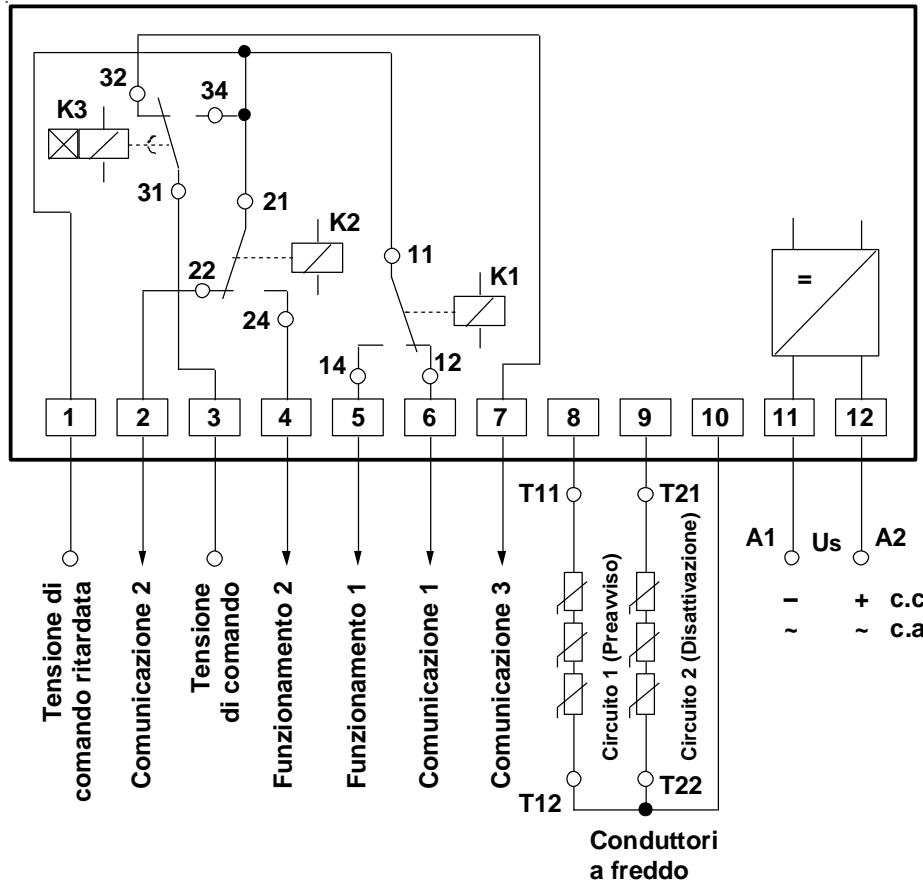 32
34
K3
31
21
K2
11
22
K1
=
24
14
12
1
2
3
4
5
6
7
8
9
10
11
12
T11
T21
A1
Us
A2
– + c.c
~ ~ c.a
Tensione di
comando ritardata
Comunicazione 2
Tensione
di comando
Funzionamento 2
Funzionamento 1
Comunicazione 1
Comunicazione 3
Circuito 1 (Preavviso)
Circuito 2 (Disattivazione)
T12
T22
Conduttori
a freddo